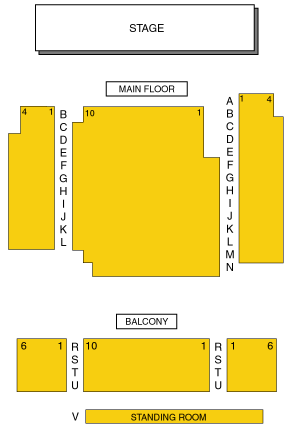 STAGE
MAIN FLOOR
4 1
10 1
1 4
B
C
D
E
F
G
H
I
J
K
L
A
B
C
D
E
F
G
H
I
J
K
L
M
N
BALCONY
6 1
R
S
T
U
10 1
R
S
T
U
1 6
V STANDING ROOM